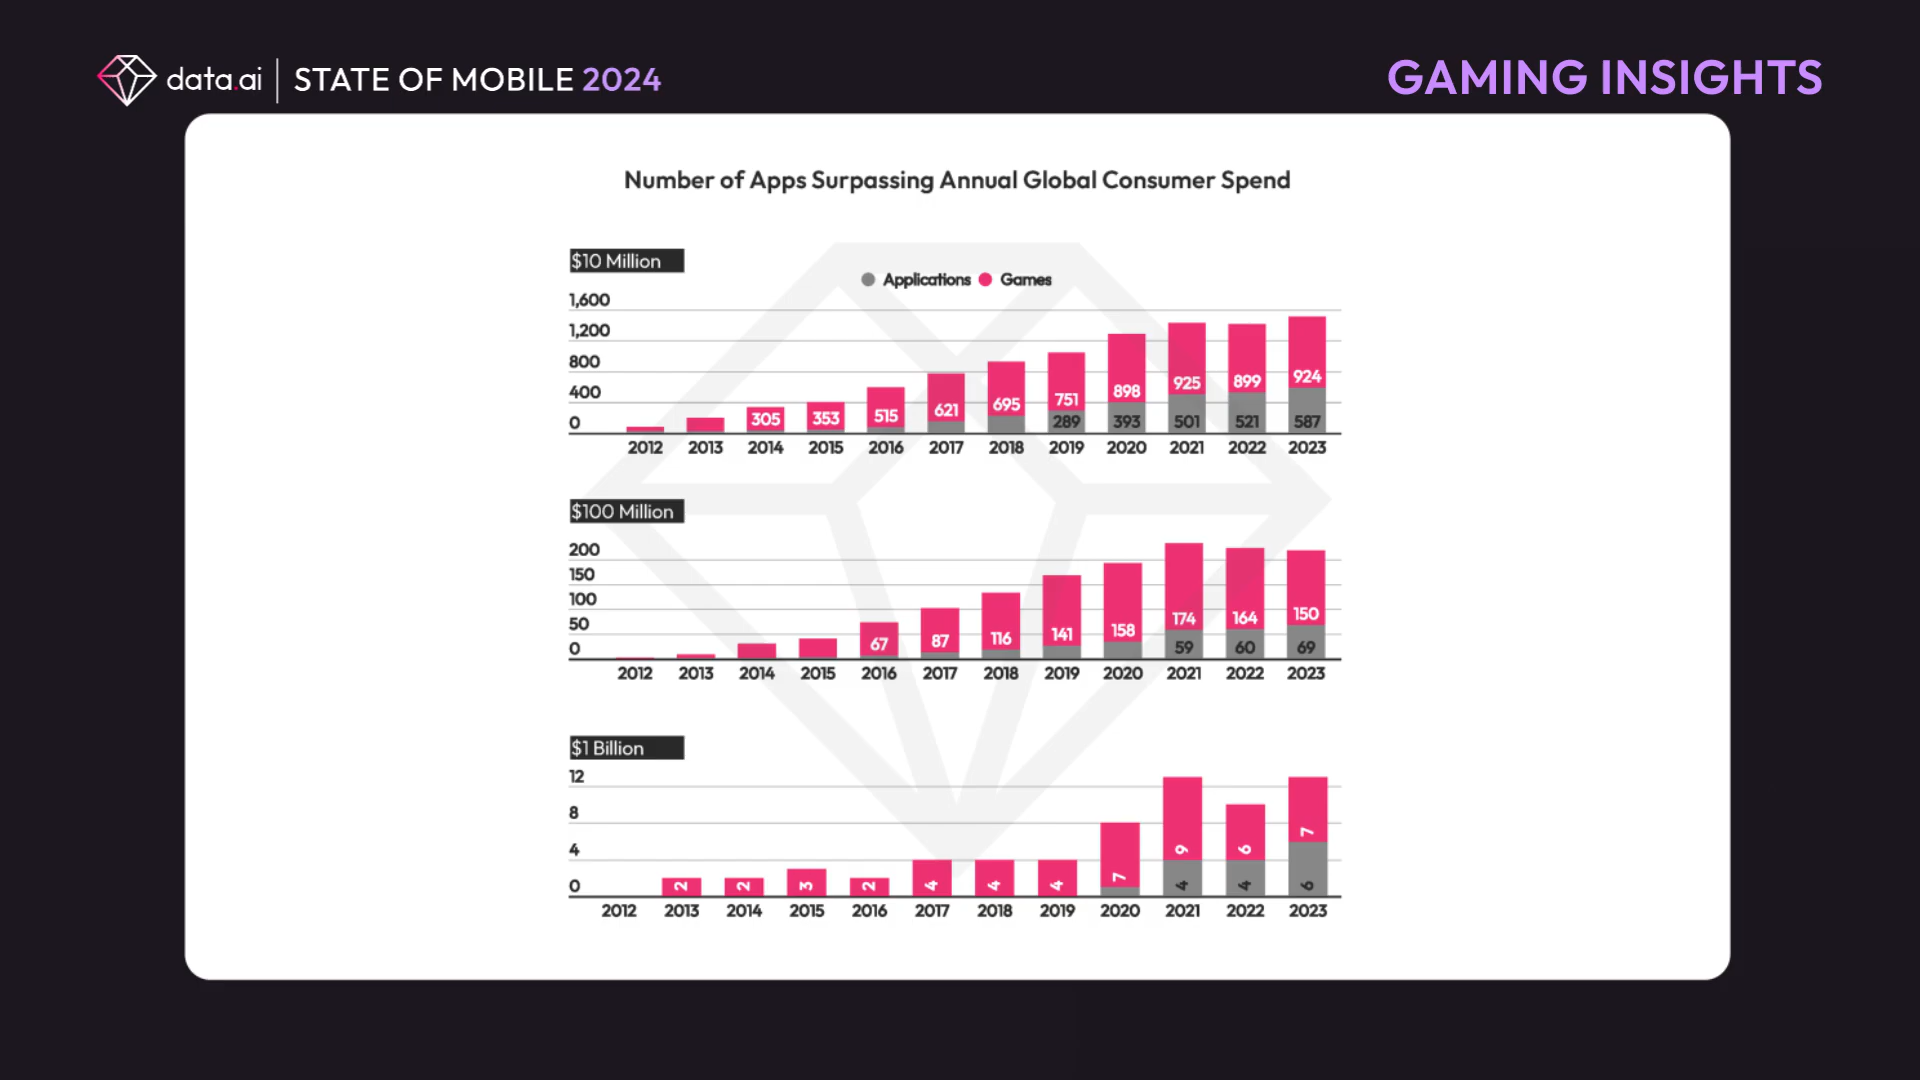 data.ai | STATE OF MOBILE 2024
GAMING INSIGHTS
Number of Apps Surpassing Annual Global Consumer Spend
$10 Million
Applications Games
1,600
1,200
800
400
0
305 353 515 621 695 751 898 925 899 924
289 393 501 521 587
2012 2013 2014 2015 2016 2017 2018 2019 2020 2021 2022 2023
$100 Million
200
150
100
50
0
67 87 116 141 158 174 164 150
59 60 69
2012 2013 2014 2015 2016 2017 2018 2019 2020 2021 2022 2023
$1 Billion
12
8
4
0
2 2 3 2 4 4 4 7 9 6 7
4 4 6
2012 2013 2014 2015 2016 2017 2018 2019 2020 2021 2022 2023